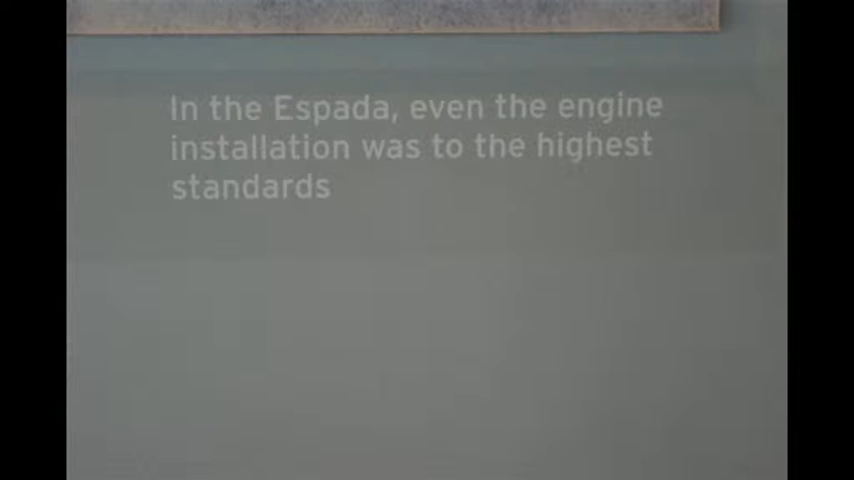 In the Espada, even the engine
installation was to the highest
standards